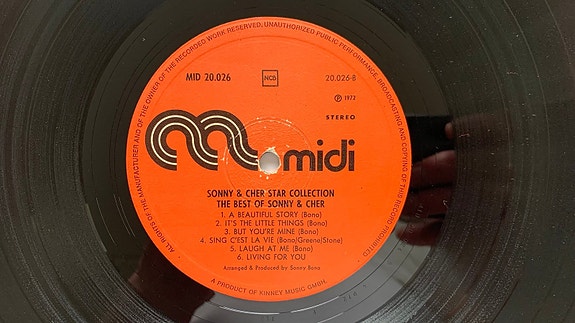 ALL RIGHTS OF THE MANUFACTURER AND OF THE OWNER OF THE RECORDED WORK RESERVED. UNAUTHORIZED PUBLIC PERFORMANCE, BROADCASTING AND COPYING OF THIS RECORD PROHIBITED
MID 20.026
NCB
20.026-B
℗ 1972
STEREO
midi
SONNY & CHER STAR COLLECTION
THE BEST OF SONNY & CHER
1. A BEAUTIFUL STORY (Bono)
2. IT'S THE LITTLE THINGS (Bono)
3. BUT YOU'RE MINE (Bono)
4. SING C'EST LA VIE (Bono/Greene/Stone)
5. LAUGH AT ME (Bono)
6. LIVING FOR YOU
Arranged & Produced by Sonny Bono
A PRODUCT OF KINNEY MUSIC GMBH.